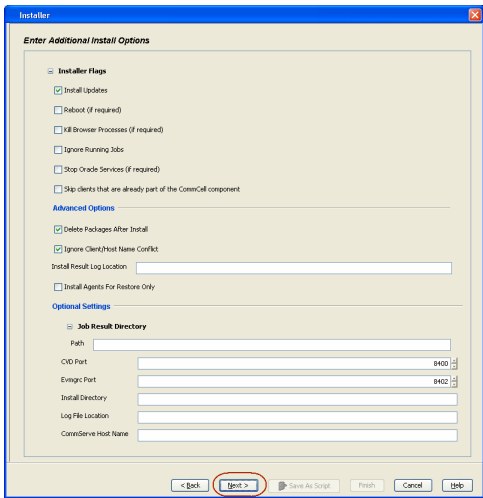 Installer
Enter Additional Install Options
Installer Flags
Install Updates
Reboot (if required)
Kill Browser Processes (if required)
Ignore Running Jobs
Stop Oracle Services (if required)
Skip clients that are already part of the CommCell component
Advanced Options
Delete Packages After Install
Ignore Client/Host Name Conflict
Install Result Log Location
Install Agents For Restore Only
Optional Settings
Job Result Directory
Path
CVD Port 8400
Evmgrc Port 8402
Install Directory
Log File Location
CommServe Host Name
< Back Next > Save As Script Finish Cancel Help